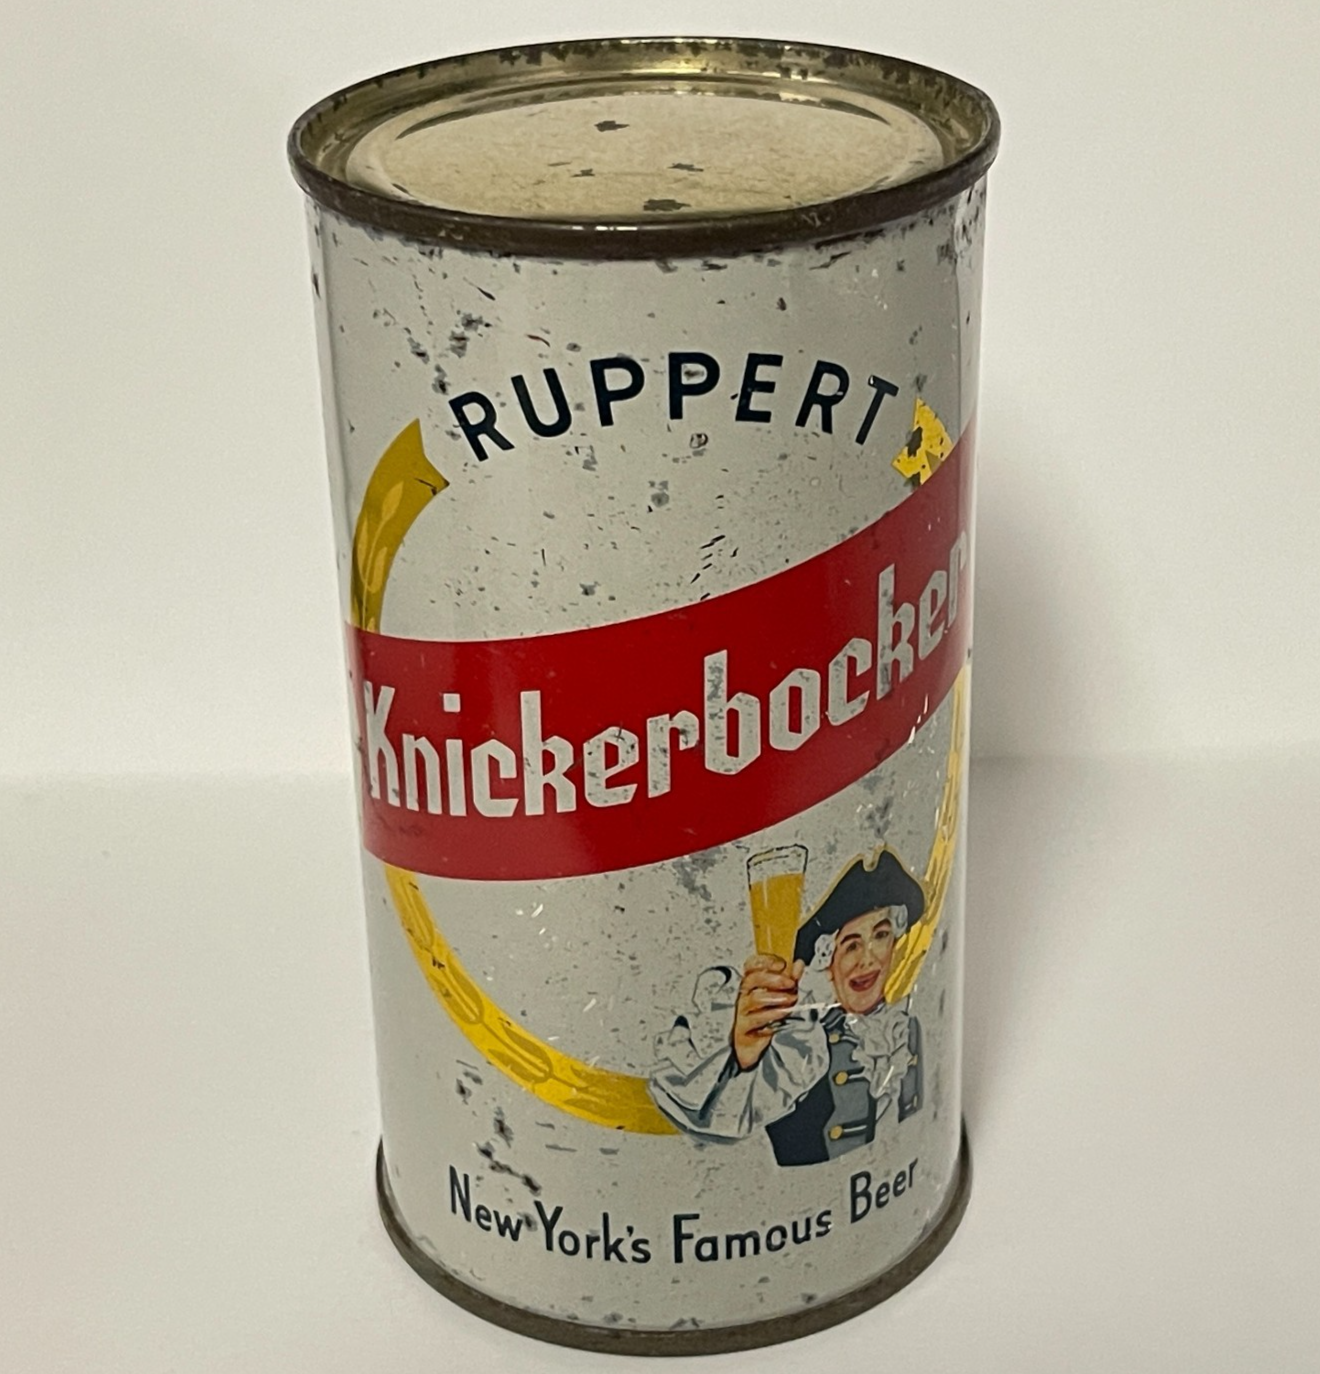 RUPPERT
Knickerbocker
New York's Famous Beer